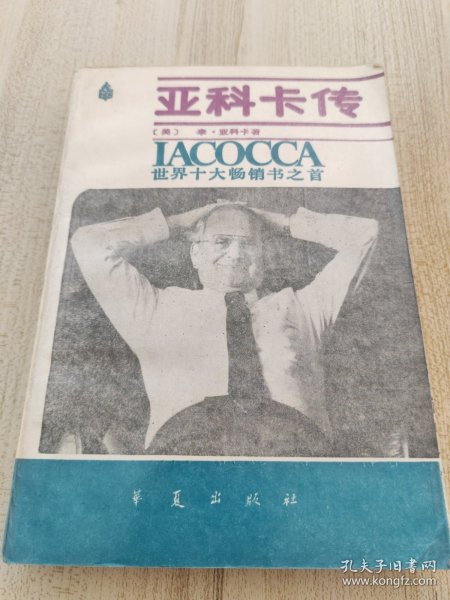 亚科卡传
〔美〕 李·亚科卡著
IACOCCA
世界十大畅销书之首
华夏出版社
孔夫子旧书网
www.kongfz.com